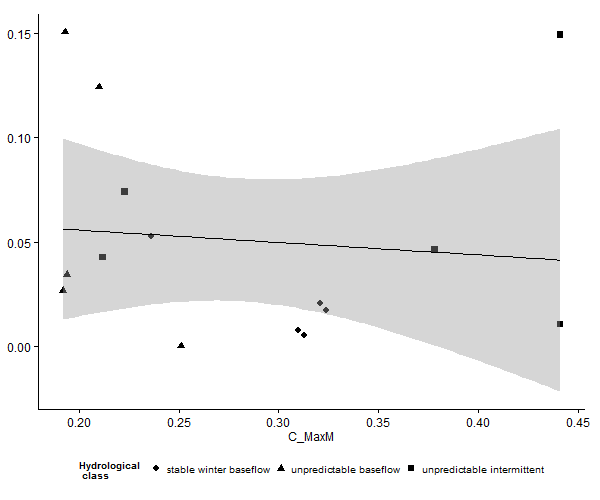 0.15
0.10
0.05
0.00
0.20 0.25 0.30 0.35 0.40 0.45
C_MaxM
Hydrological
class
stable winter baseflow unpredictable baseflow unpredictable intermittent